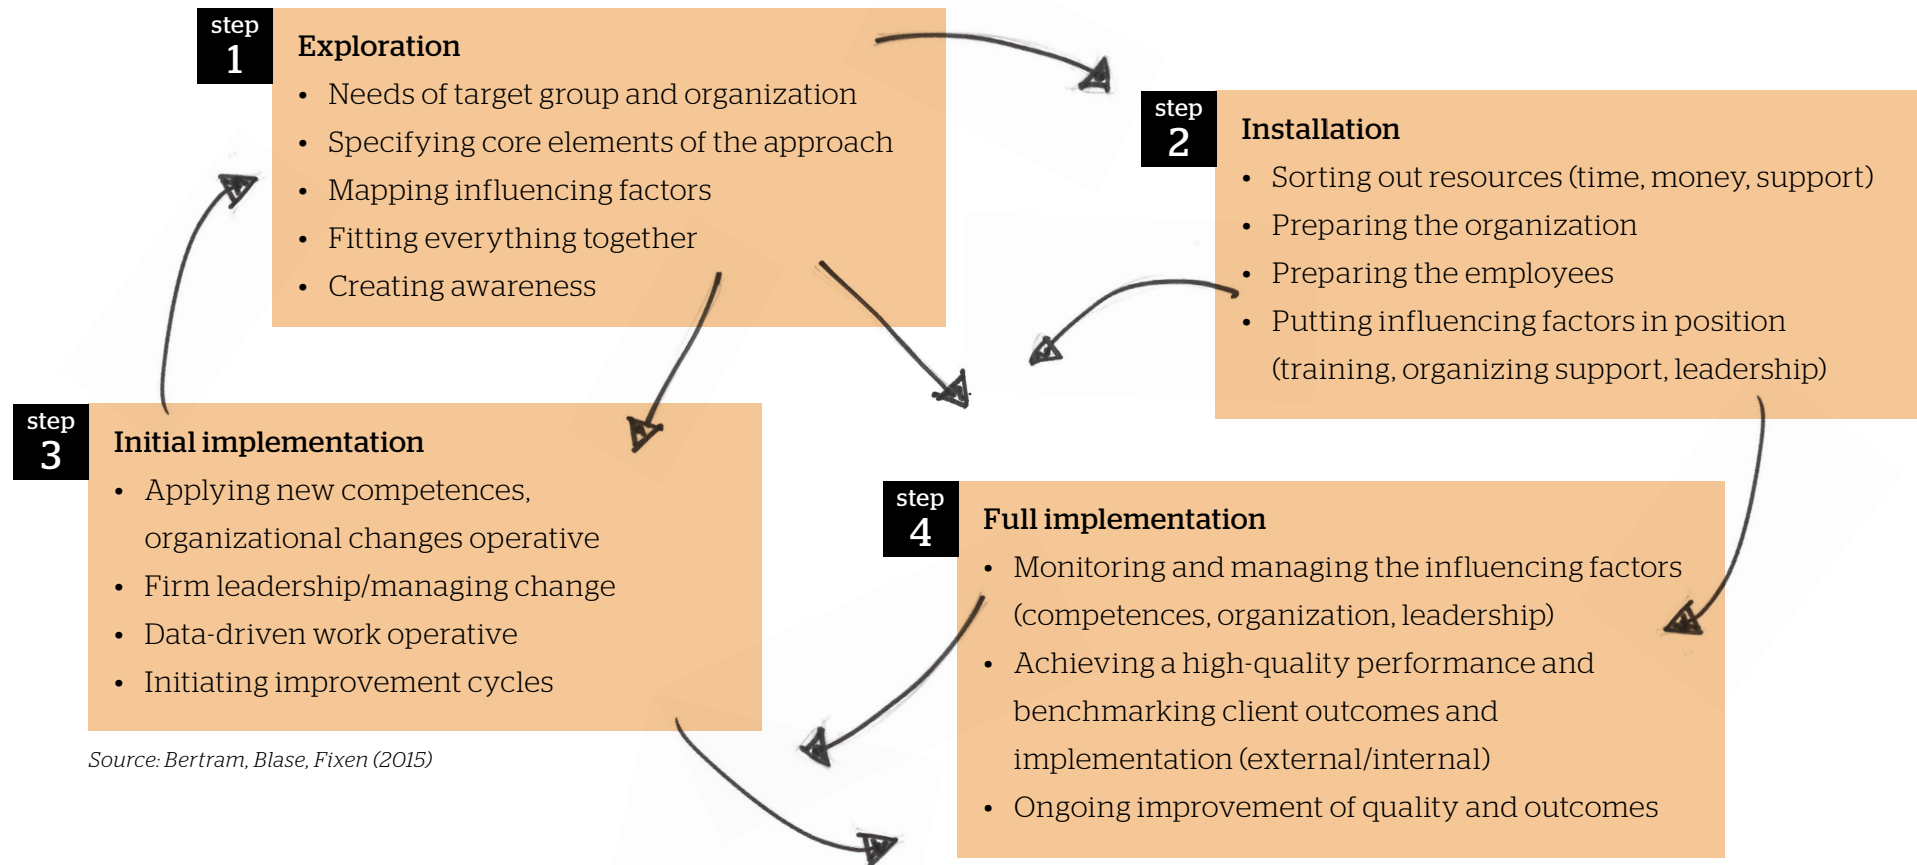 step
1
Exploration
• Needs of target group and organization
• Specifying core elements of the approach
• Mapping influencing factors
• Fitting everything together
• Creating awareness
step
2
Installation
• Sorting out resources (time, money, support)
• Preparing the organization
• Preparing the employees
• Putting influencing factors in position
(training, organizing support, leadership)
step
3
Initial implementation
• Applying new competences,
organizational changes operative
• Firm leadership/managing change
• Data-driven work operative
• Initiating improvement cycles
step
4
Full implementation
• Monitoring and managing the influencing factors
(competences, organization, leadership)
• Achieving a high-quality performance and
benchmarking client outcomes and
implementation (external/internal)
• Ongoing improvement of quality and outcomes
Source: Bertram, Blase, Fixen (2015)